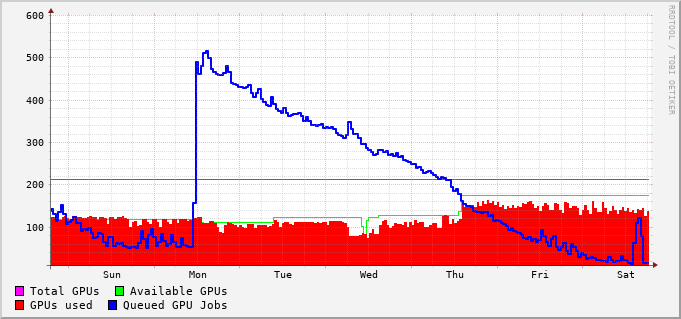 600
500
400
300
200
100
Sun Mon Tue Wed Thu Fri Sat
Total GPUs Available GPUs
GPUs used Queued GPU Jobs
RRDTOOL / TOBI OETIKER